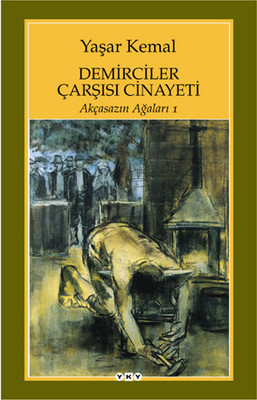 Yaşar Kemal
DEMİRCİLER
ÇARŞISI CİNAYETİ
Akçasazın Ağaları 1
YKY